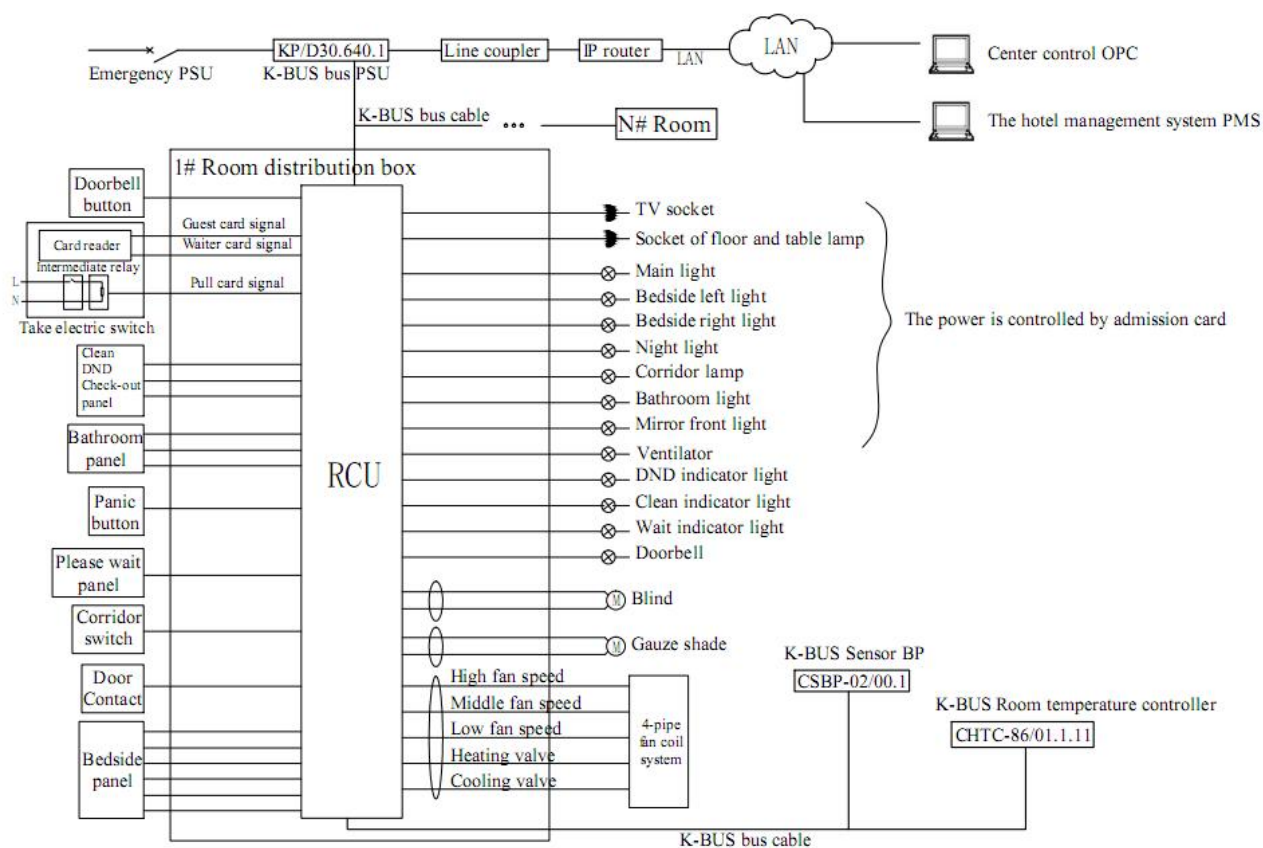 KP/D30.640.1
Line coupler
IP router
LAN
LAN
Center control OPC
Emergency PSU
K-BUS bus PSU
K-BUS bus cable
...
N# Room
The hotel management system PMS
1# Room distribution box
Doorbell
button
Guest card signal
Card reader
Waiter card signal
Intermediate relay
L
N
Pull card signal
Take electric switch
Clean
DND
Check-out
panel
Bathroom
panel
Panic
button
Please wait
panel
Corridor
switch
Door
Contact
Bedside
panel
RCU
TV socket
Socket of floor and table lamp
Main light
Bedside left light
Bedside right light
Night light
Corridor lamp
Bathroom light
Mirror front light
Ventilator
DND indicator light
Clean indicator light
Wait indicator light
Doorbell
M
Blind
M
Gauze shade
The power is controlled by admission card
High fan speed
Middle fan speed
Low fan speed
Heating valve
Cooling valve
4-pipe
fan coil
system
K-BUS Sensor BP
CSBP-02/00.1
K-BUS Room temperature controller
CHTC-86/01.1.11
K-BUS bus cable